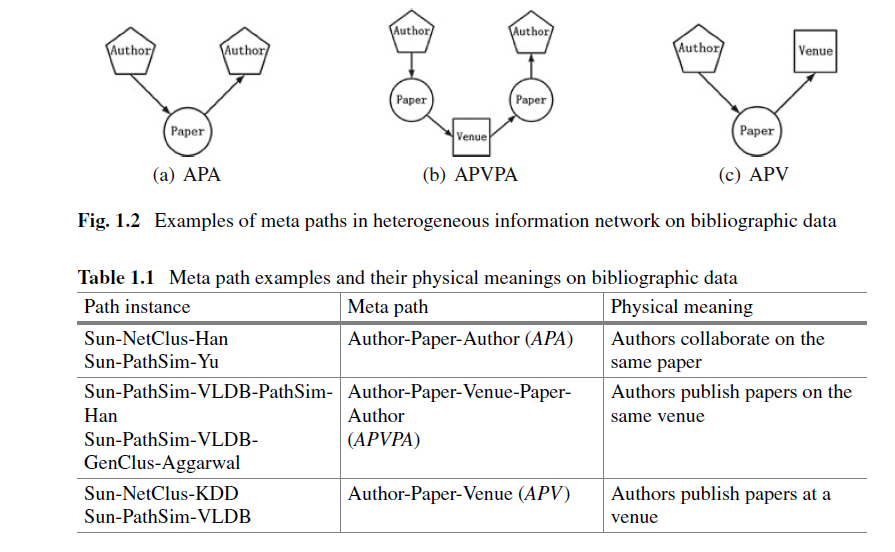 Author Author Author Author Author Venue
Paper Paper Paper Paper
Venue
(a) APA (b) APVPA (c) APV
Fig. 1.2 Examples of meta paths in heterogeneous information network on bibliographic data
Table 1.1 Meta path examples and their physical meanings on bibliographic data
Path instance Meta path Physical meaning
Sun-NetClus-Han Author-Paper-Author (APA) Authors collaborate on the
Sun-PathSim-Yu same paper
Sun-PathSim-VLDB-PathSim- Author-Paper-Venue-Paper- Authors publish papers on the
Han Author same venue
Sun-PathSim-VLDB- (APVPA)
GenClus-Aggarwal
Sun-NetClus-KDD Author-Paper-Venue (APV) Authors publish papers at a
Sun-PathSim-VLDB venue